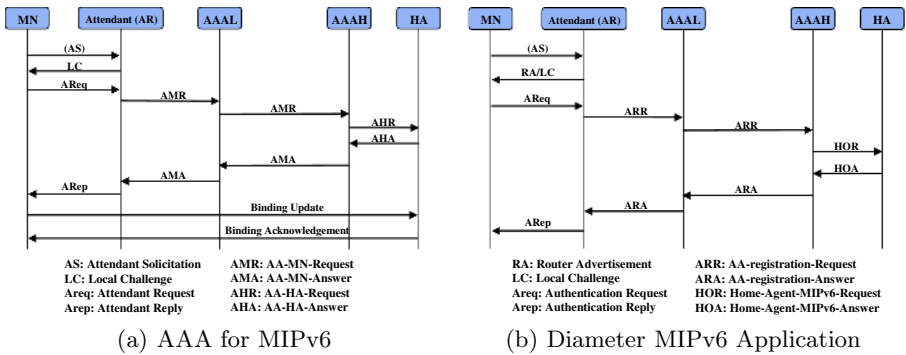 MN Attendant (AR) AAAL AAAH HA
(AS)
LC
AReq
AMR
AMR
AHR
AHA
AMA
AMA
ARep
Binding Update
Binding Acknowledgement
AS: Attendant Solicitation AMR: AA-MN-Request
LC: Local Challenge AMA: AA-MN-Answer
Areq: Attendant Request AHR: AA-HA-Request
Arep: Attendant Reply AHA: AA-HA-Answer
(a) AAA for MIPv6
MN Attendant (AR) AAAL AAAH HA
(AS)
RA/LC
AReq
ARR
ARR
HOR
HOA
ARA
ARA
ARep
RA: Router Advertisement ARR: AA-registration-Request
LC: Local Challenge ARA: AA-registration-Answer
Areq: Authentication Request HOR: Home-Agent-MIPv6-Request
Arep: Authentication Reply HOA: Home-Agent-MIPv6-Answer
(b) Diameter MIPv6 Application